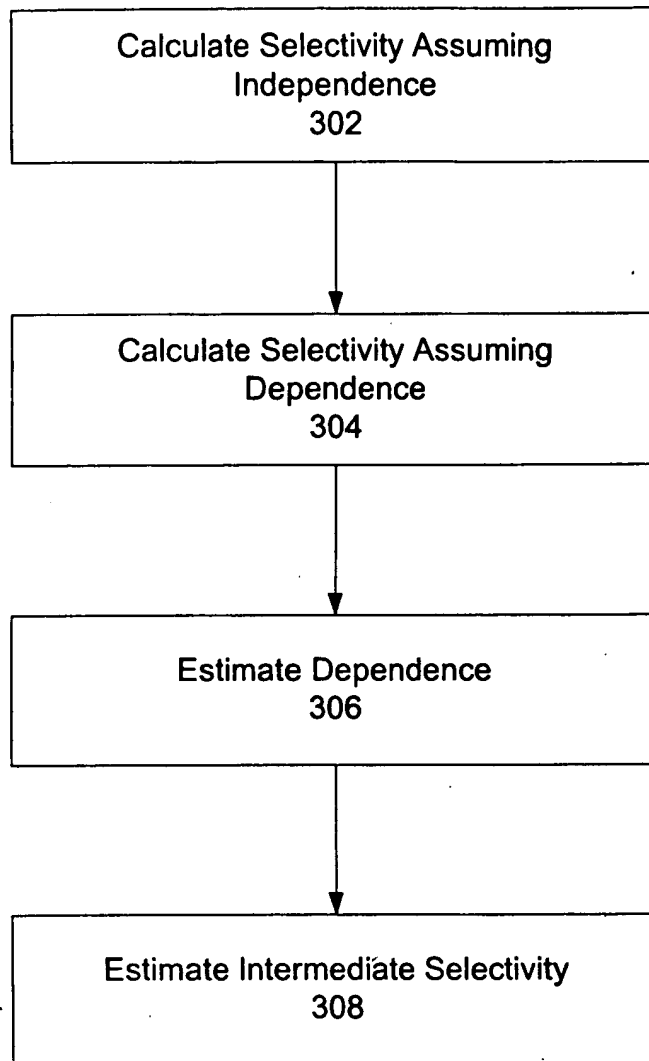 Calculate Selectivity Assuming
Independence
302
Calculate Selectivity Assuming
Dependence
304
Estimate Dependence
306
Estimate Intermediate Selectivity
308